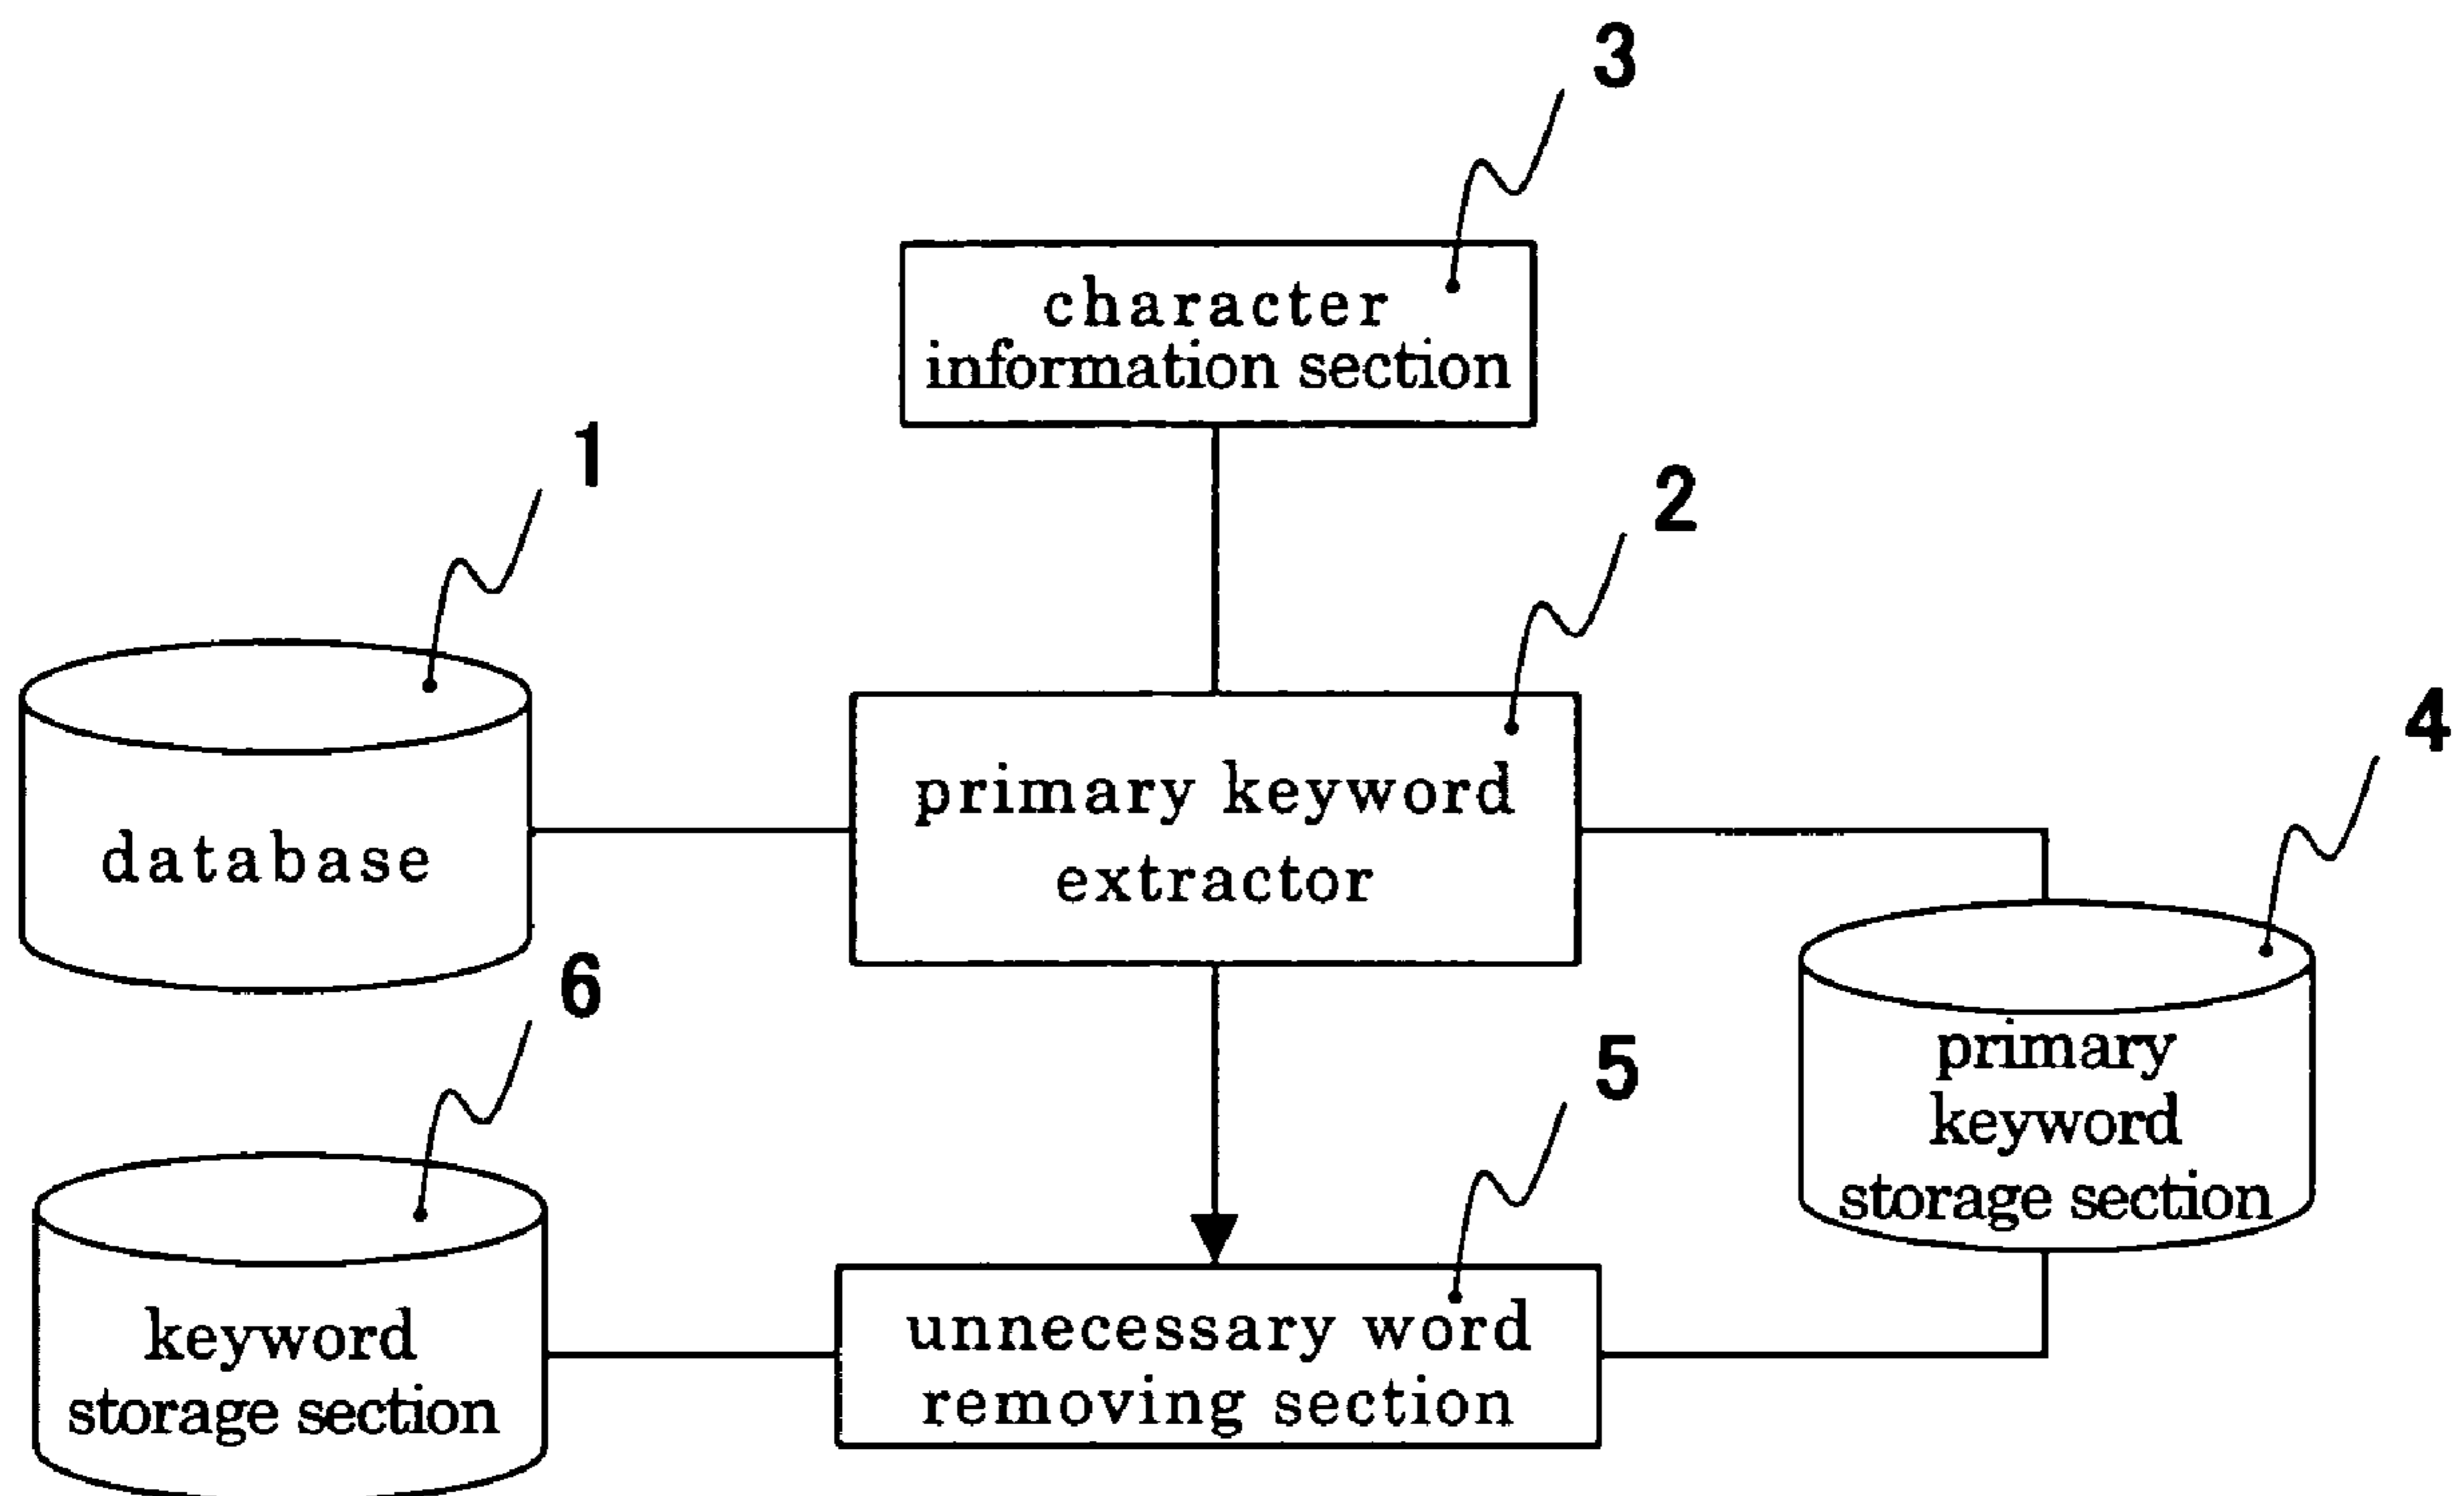 3
character
information section
1
2
primary keyword
extractor
database
4
primary
keyword
storage section
6
5
unnecessary word
removing section
keyword
storage section